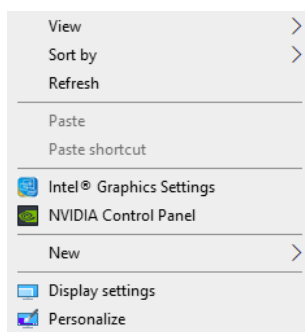 View
Sort by
Refresh
Paste
Paste shortcut
Intel® Graphics Settings
NVIDIA Control Panel
New
Display settings
Personalize